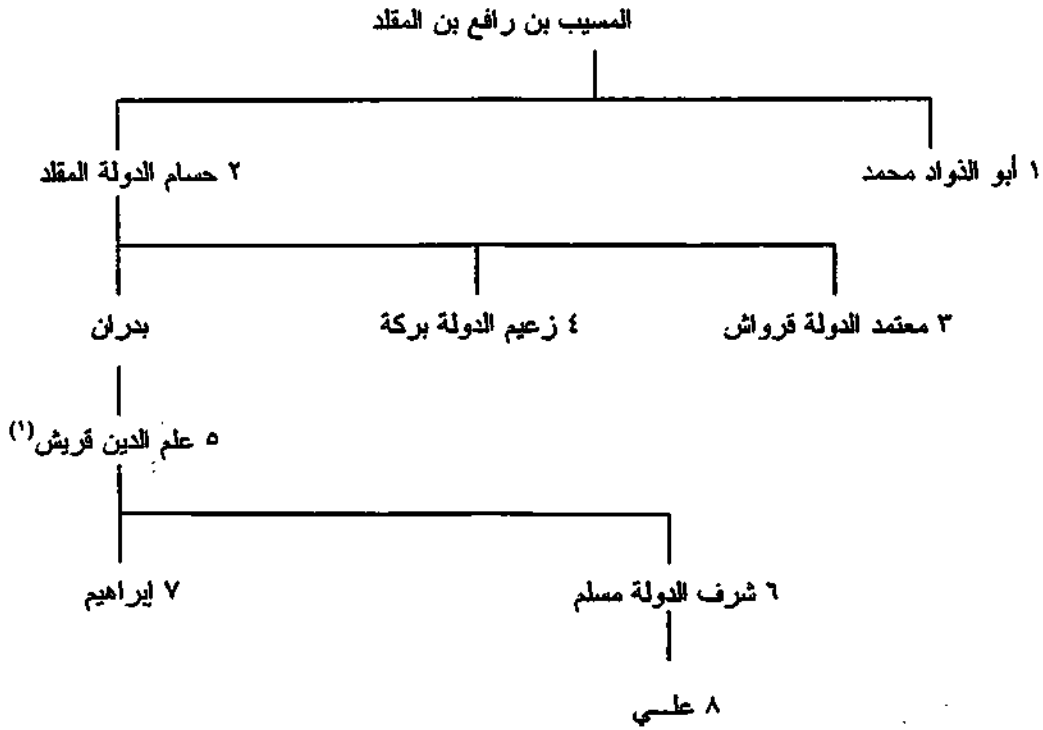 المسيب بن رافع بن المقلد
١ أبو الذواد محمد
٢ حسام الدولة المقلد
٣ معتمد الدولة قرواش
٤ زعيم الدولة بركة
بدران
٥ علم الدين قريش(١)
٦ شرف الدولة مسلم
٧ إبراهيم
٨ علـي